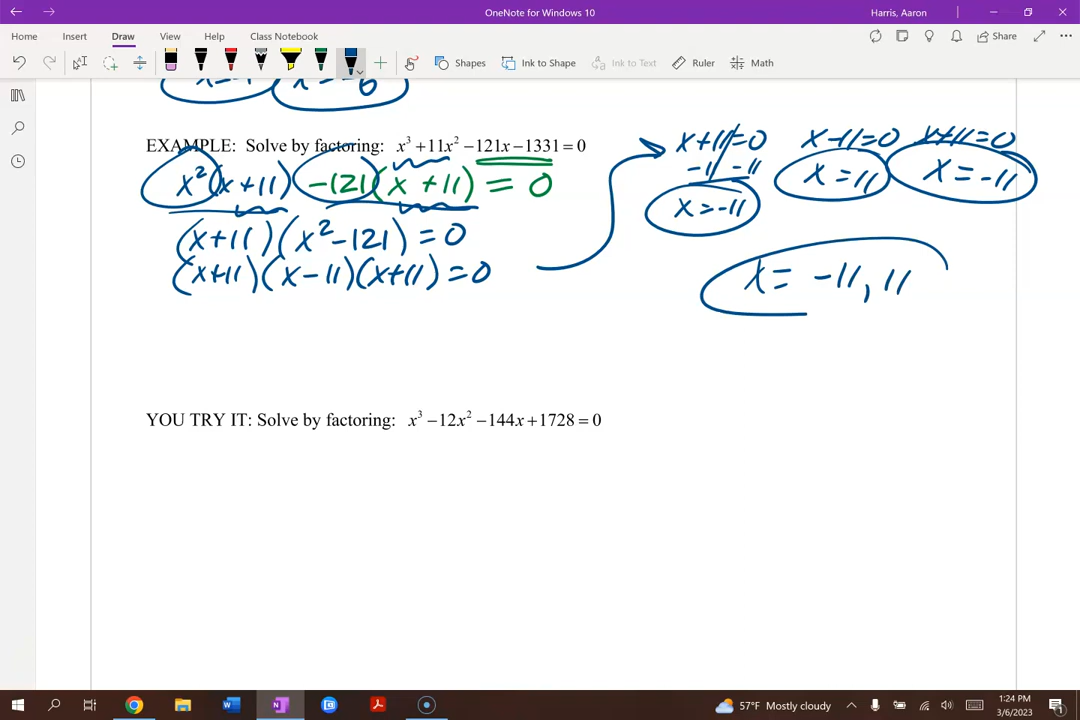 OneNote for Windows 10
Harris, Aaron
Home Insert Draw View Help Class Notebook
Share
Shapes Ink to Shape Ink to Text Ruler Math
EXAMPLE: Solve by factoring: x³ +11x² −121x −1331 = 0
x²(x+11) −121(x +11) = 0
(x+11)(x²−121) = 0
(x+11)(x−11)(x+11) = 0
x+11=0 x−11=0 x+11=0
−11 −11
x=−11 x=11 x=−11
x= −11, 11
YOU TRY IT: Solve by factoring: x³ −12x² −144x +1728 = 0
57°F Mostly cloudy
1:24 PM
3/6/2023